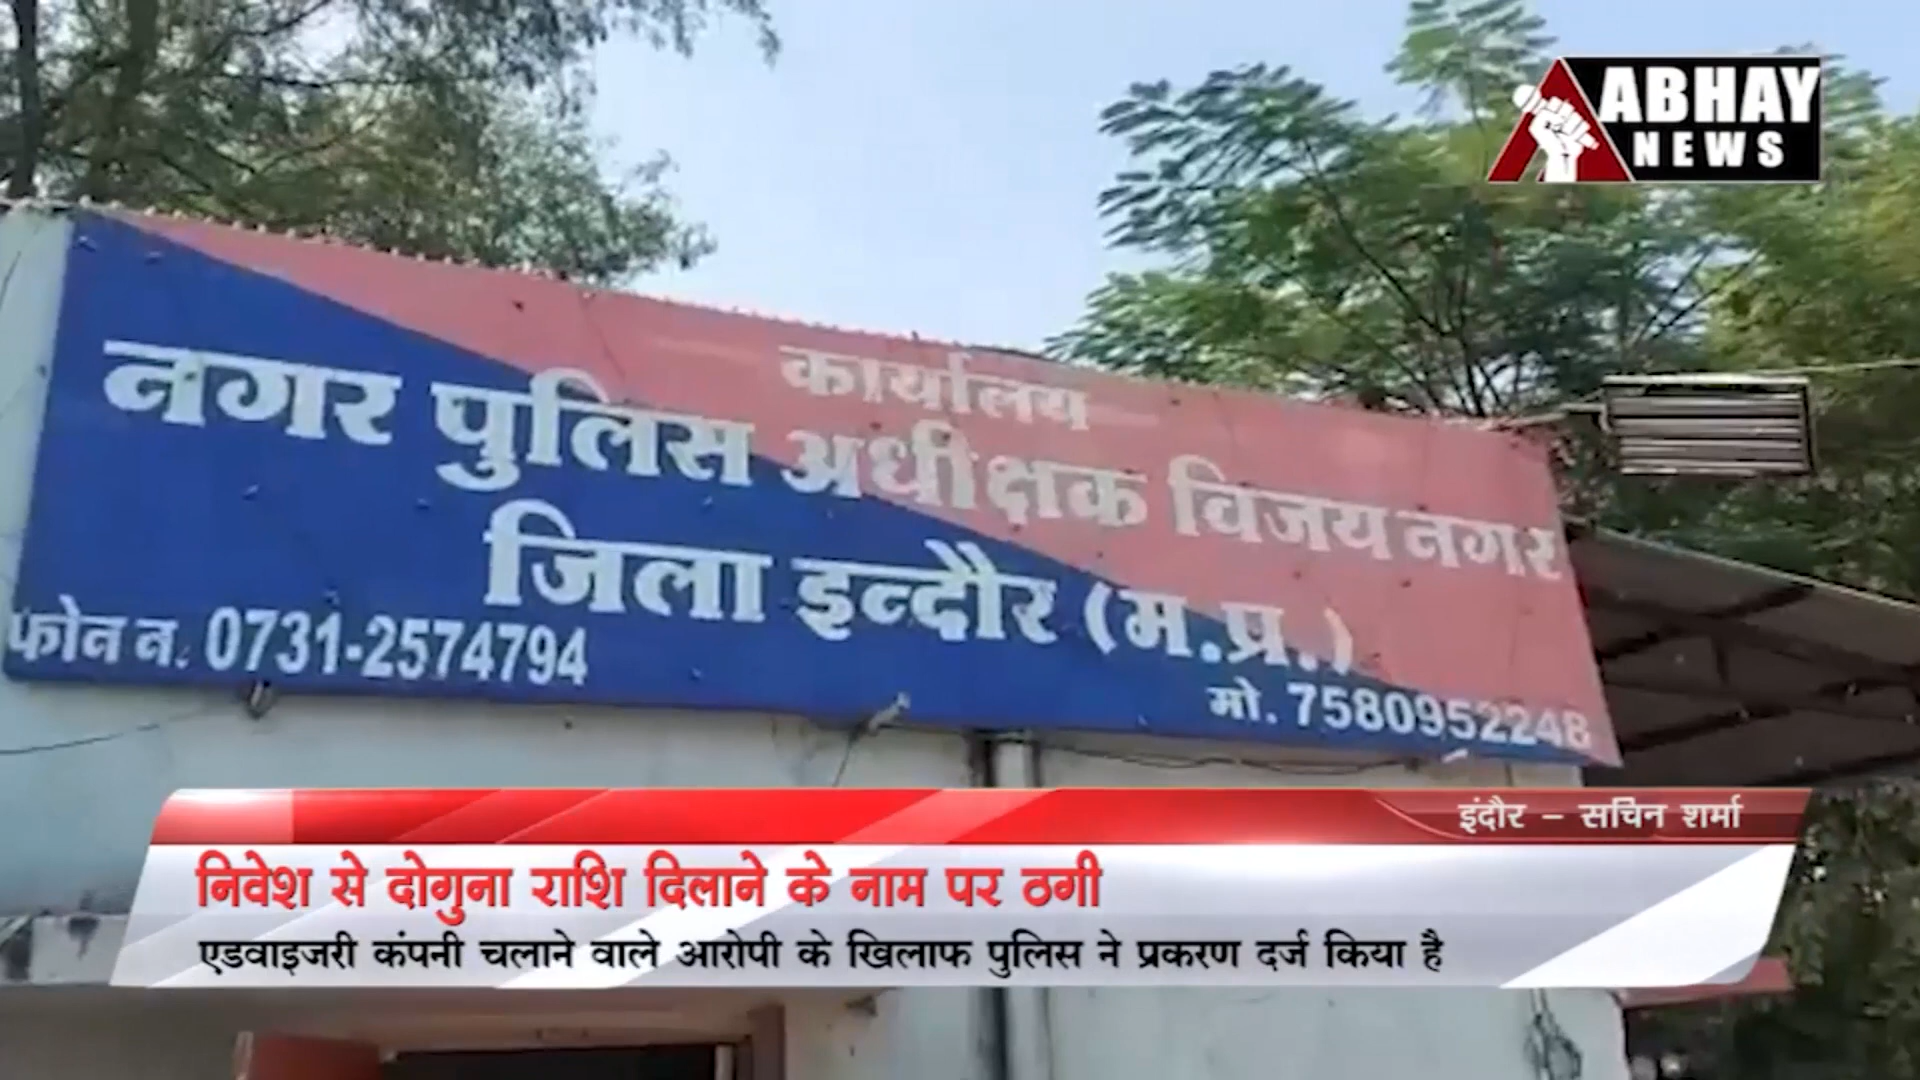 ABHAY
NEWS
कार्यालय
नगर पुलिस अधीक्षक विजय नगर
जिला इन्दौर (म.प्र.)
फोन न. 0731-2574794
मो. 7580952248
इंदौर – सचिन शर्मा
निवेश से दोगुना राशि दिलाने के नाम पर ठगी
एडवाइजरी कंपनी चलाने वाले आरोपी के खिलाफ पुलिस ने प्रकरण दर्ज किया है